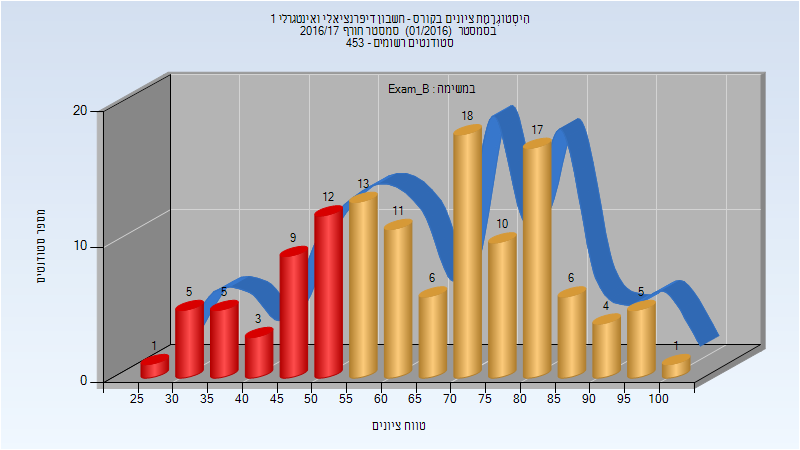 הִיסְטוֹגְרָמַת ציונים בקורס - חשבון דיפרנציאלי ואינטגרלי 1
בסמסטר (01/2016) סמסטר חורף 2016/17
סטודנטים רשומים - 453
במשימה : Exam_B
מספר סטודנטים
20
10
0
1
5
5
3
9
12
13
11
6
18
10
17
6
4
5
1
25 30 35 40 45 50 55 60 65 70 75 80 85 90 95 100
טווח ציונים